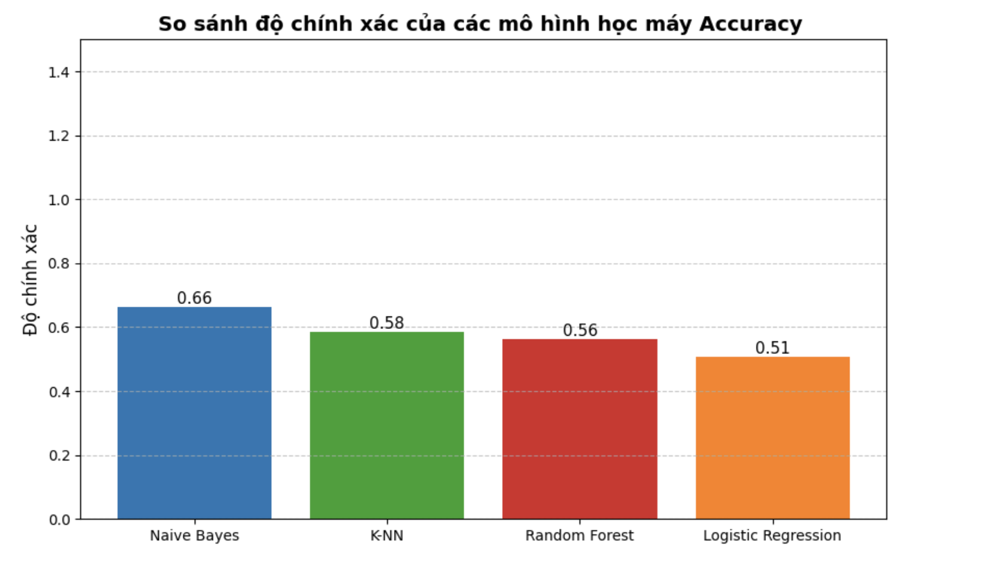 So sánh độ chính xác của các mô hình học máy Accuracy
Độ chính xác
1.4
1.2
1.0
0.8
0.6
0.4
0.2
0.0
0.66
0.58
0.56
0.51
Naive Bayes
K-NN
Random Forest
Logistic Regression